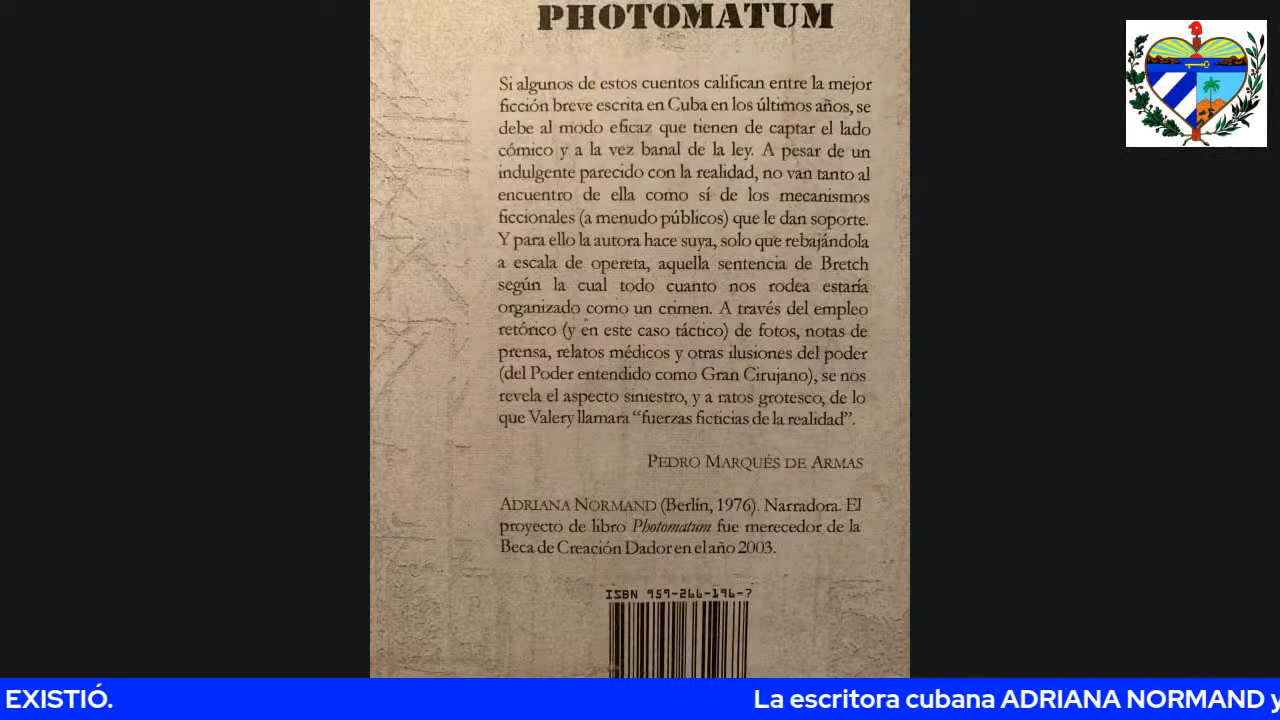 PHOTOMATUM
Si algunos de estos cuentos califican entre la mejor
ficción breve escrita en Cuba en los últimos años, se
debe al modo eficaz que tienen de captar el lado
cómico y a la vez banal de la ley. A pesar de un
indulgente parecido con la realidad, no van tanto al
encuentro de ella como sí de los mecanismos
ficcionales (a menudo públicos) que le dan soporte.
Y para ello la autora hace suya, solo que rebajándola
a escala de opereta, aquella sentencia de Bretch
según la cual todo cuanto nos rodea estaría
organizado como un crimen. A través del empleo
retórico (y en este caso táctico) de fotos, notas de
prensa, relatos médicos y otras ilusiones del poder
(del Poder entendido como Gran Cirujano), se nos
revela el aspecto siniestro, y a ratos grotesco, de lo
que Valery llamara “fuerzas ficticias de la realidad”.
PEDRO MARQUÉS DE ARMAS
ADRIANA NORMAND (Berlín, 1976). Narradora. El
proyecto de libro Photomatum fue merecedor de la
Beca de Creación Dador en el año 2003.
ISBN 959-266-196-7
EXISTIÓ. La escritora cubana ADRIANA NORMAND y